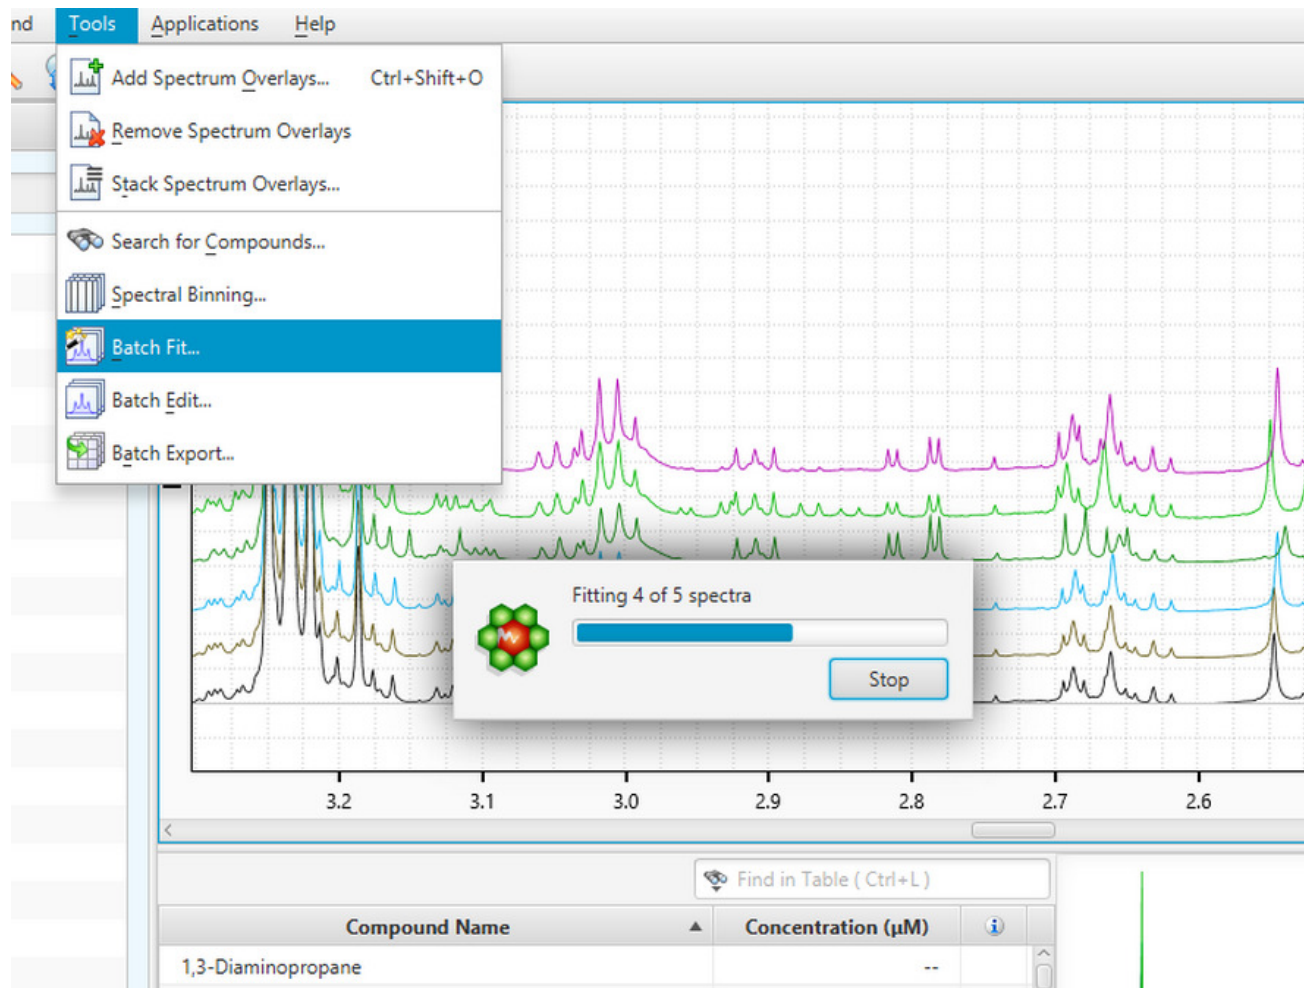 Tools Applications Help
Add Spectrum Overlays... Ctrl+Shift+O
Remove Spectrum Overlays
Stack Spectrum Overlays...
Search for Compounds...
Spectral Binning...
Batch Fit...
Batch Edit...
Batch Export...
Fitting 4 of 5 spectra
Stop
3.2 3.1 3.0 2.9 2.8 2.7 2.6
Find in Table ( Ctrl+L )
Compound Name Concentration (µM)
1,3-Diaminopropane --